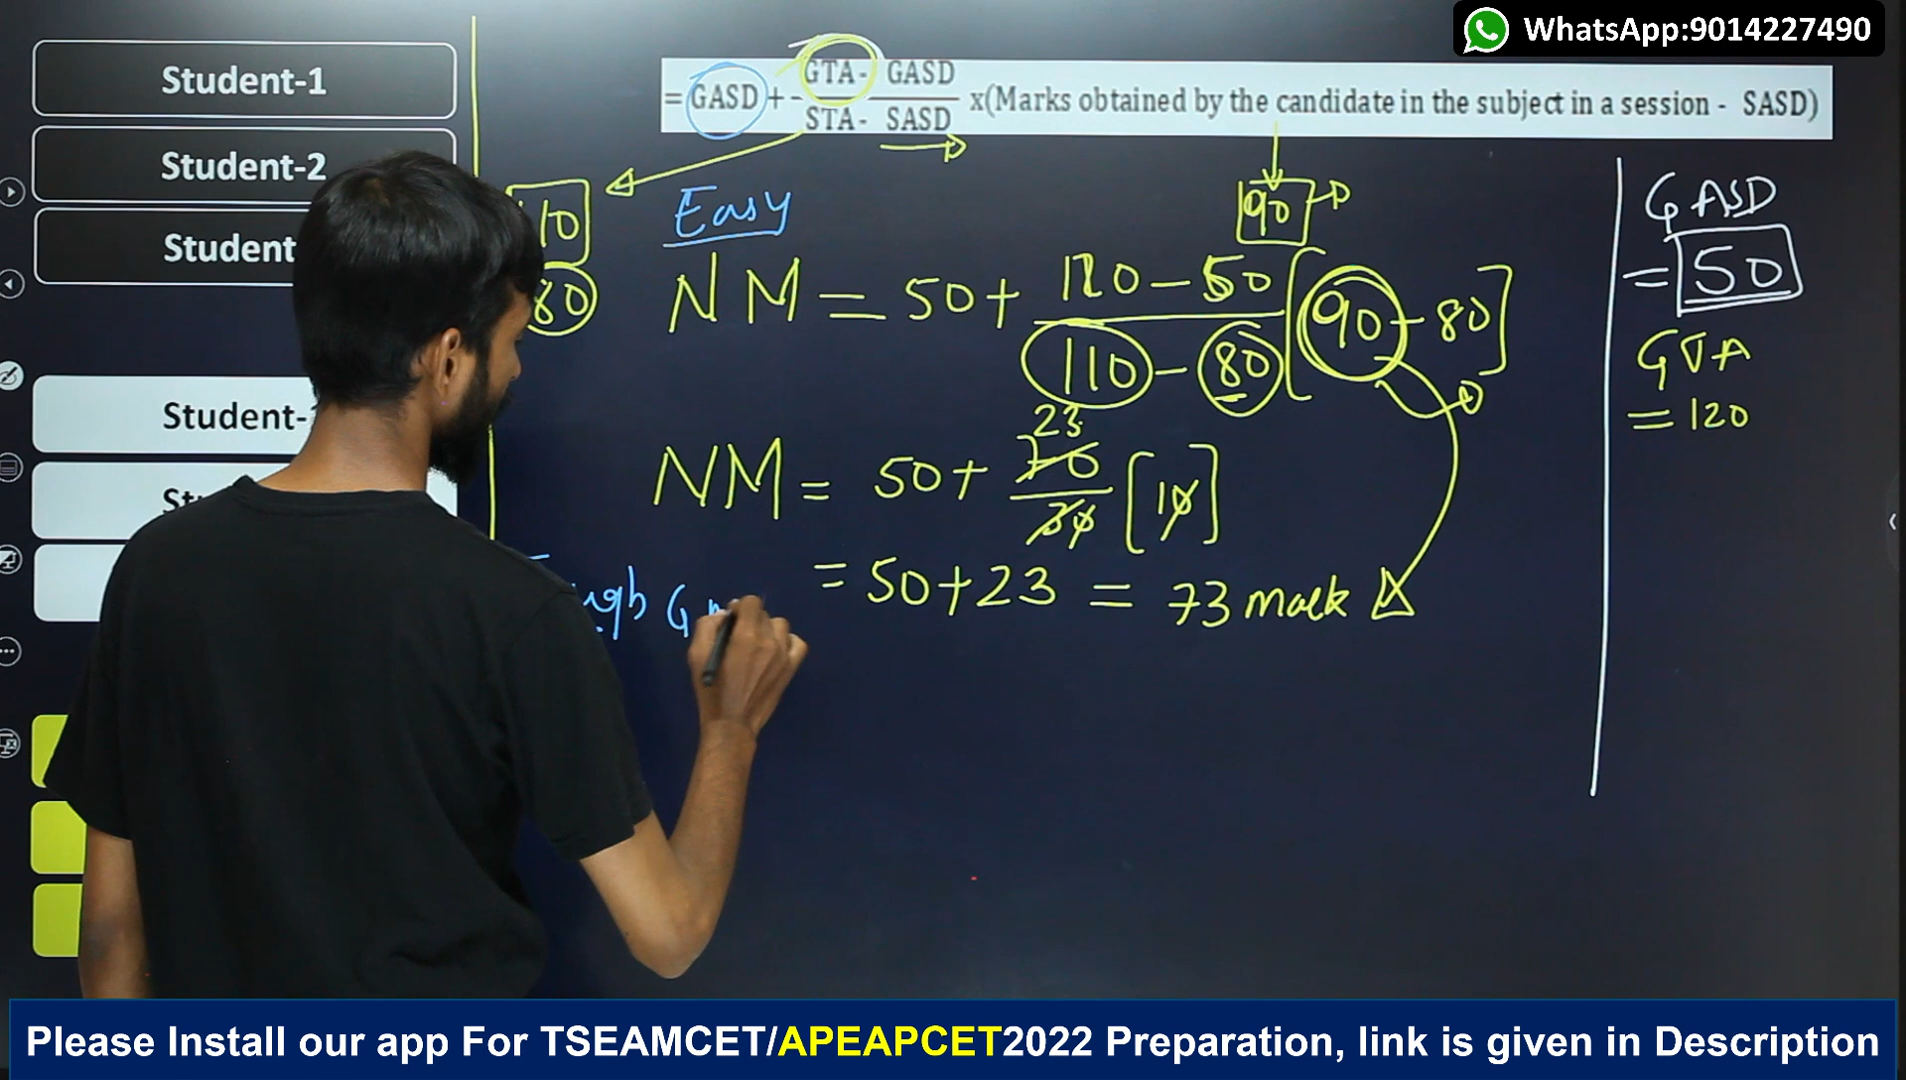 WhatsApp:9014227490
Student-1
Student-2
Student
Student-
St
= GASD + - GTA - GASD / STA - SASD x(Marks obtained by the candidate in the subject in a session - SASD)
Easy
110
80
90
NM = 50 + 120 - 50 / 110 - 80 [90 - 80]
NM = 50 + 70 / 30 [10]
23
= 50 + 23 = 73 mark
GASD
= 50
GTA
= 120
Please Install our app For TSEAMCET/APEAPCET2022 Preparation, link is given in Description